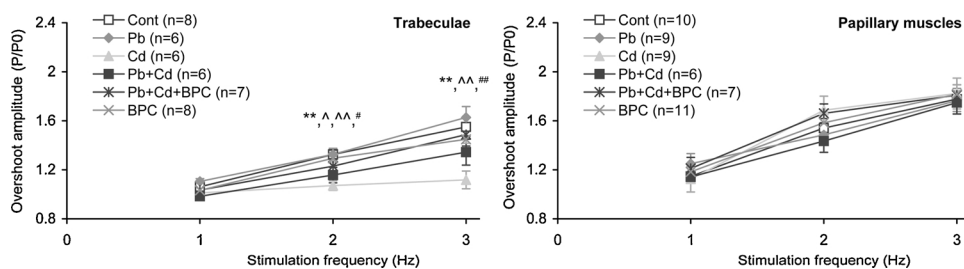 Trabeculae
Overshoot amplitude (P/P0)
2.4
2
1.6
1.2
0.8
Cont (n=8)
Pb (n=6)
Cd (n=6)
Pb+Cd (n=6)
Pb+Cd+BPC (n=7)
BPC (n=8)
**,^,^^,#
**,^^,##
0 1 2 3
Stimulation frequency (Hz)
Papillary muscles
Overshoot amplitude (P/P0)
2.4
2
1.6
1.2
0.8
Cont (n=10)
Pb (n=9)
Cd (n=9)
Pb+Cd (n=6)
Pb+Cd+BPC (n=7)
BPC (n=11)
0 1 2 3
Stimulation frequency (Hz)